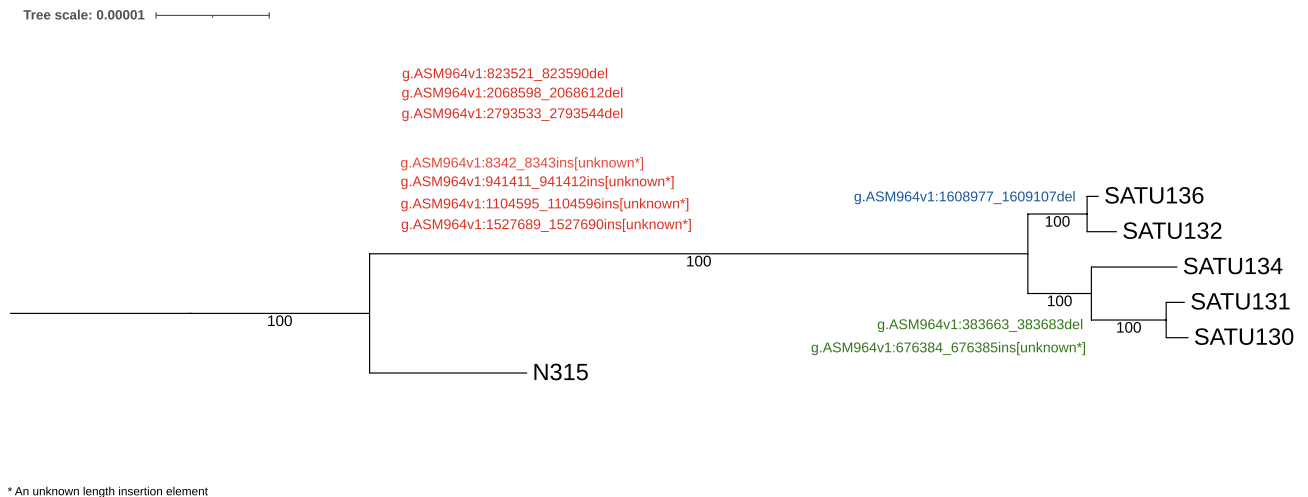 Tree scale: 0.00001
g.ASM964v1:823521_823590del
g.ASM964v1:2068598_2068612del
g.ASM964v1:2793533_2793544del
g.ASM964v1:8342_8343ins[unknown*]
g.ASM964v1:941411_941412ins[unknown*]
g.ASM964v1:1104595_1104596ins[unknown*]
g.ASM964v1:1527689_1527690ins[unknown*]
g.ASM964v1:1608977_1609107del
SATU136
100
SATU132
100
SATU134
100
SATU131
100
g.ASM964v1:383663_383683del
100
SATU130
g.ASM964v1:676384_676385ins[unknown*]
N315
* An unknown length insertion element